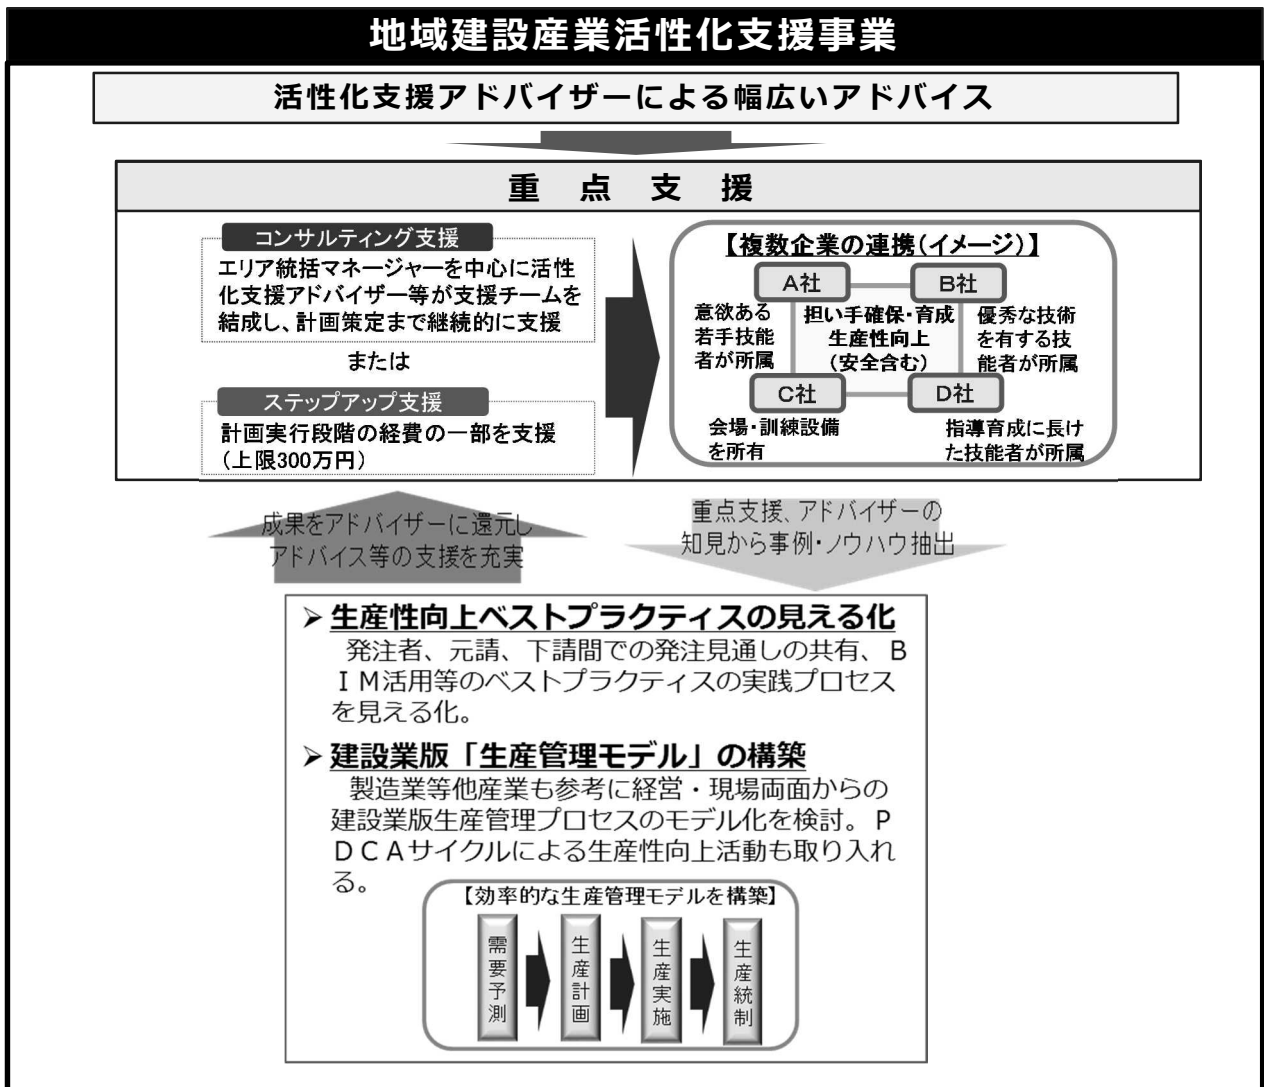 地域建設産業活性化支援事業
活性化支援アドバイザーによる幅広いアドバイス
重点支援
コンサルティング支援
エリア統括マネージャーを中心に活性
化支援アドバイザー等が支援チームを
結成し、計画策定まで継続的に支援
または
ステップアップ支援
計画実行段階の経費の一部を支援
（上限300万円）
【複数企業の連携（イメージ）】
A社
B社
意欲ある
若手技能
者が所属
担い手確保・育成
生産性向上
（安全含む）
優秀な技術
を有する技
能者が所属
C社
D社
会場・訓練設備
を所有
指導育成に長け
た技能者が所属
成果をアドバイザーに還元し
アドバイス等の支援を充実
重点支援、アドバイザーの
知見から事例・ノウハウ抽出
➢ 生産性向上ベストプラクティスの見える化
発注者、元請、下請間での発注見通しの共有、Ｂ
ＩＭ活用等のベストプラクティスの実践プロセス
を見える化。
➢ 建設業版「生産管理モデル」の構築
製造業等他産業も参考に経営・現場両面からの
建設業版生産管理プロセスのモデル化を検討。Ｐ
ＤＣＡサイクルによる生産性向上活動も取り入れ
る。
【効率的な生産管理モデルを構築】
需要予測
生産計画
生産実施
生産統制